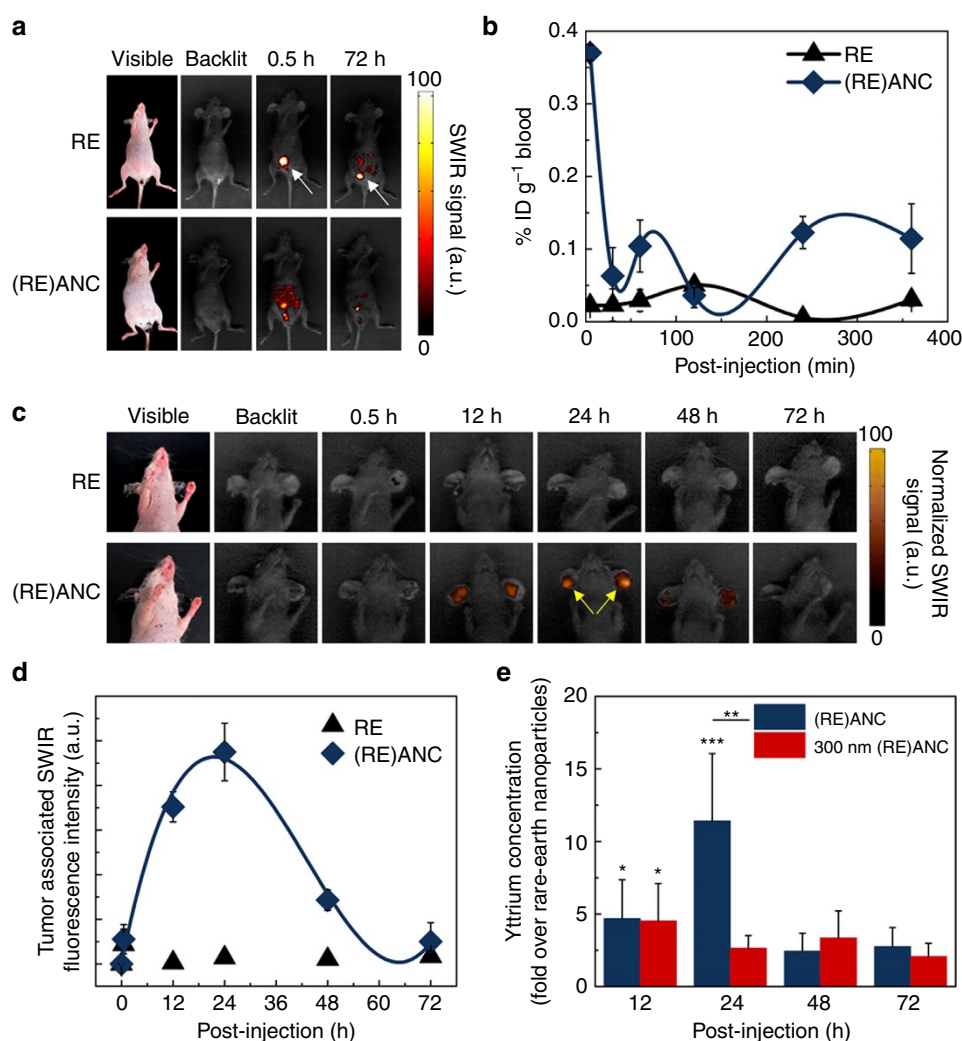 a
Visible Backlit 0.5 h 72 h
RE
(RE)ANC
100
SWIR signal (a.u.)
0
b
0.4
0.3
0.2
0.1
0.0
% ID g⁻¹ blood
RE
(RE)ANC
0 100 200 300 400
Post-injection (min)
c
Visible Backlit 0.5 h 12 h 24 h 48 h 72 h
RE
(RE)ANC
100
Normalized SWIR
signal (a.u.)
0
d
Tumor associated SWIR
fluorescence intensity (a.u.)
RE
(RE)ANC
0 12 24 36 48 60 72
Post-injection (h)
e
Yttrium concentration
(fold over rare-earth nanoparticles)
20
15
10
5
0
(RE)ANC
300 nm (RE)ANC
**
***
* *
12 24 48 72
Post-injection (h)